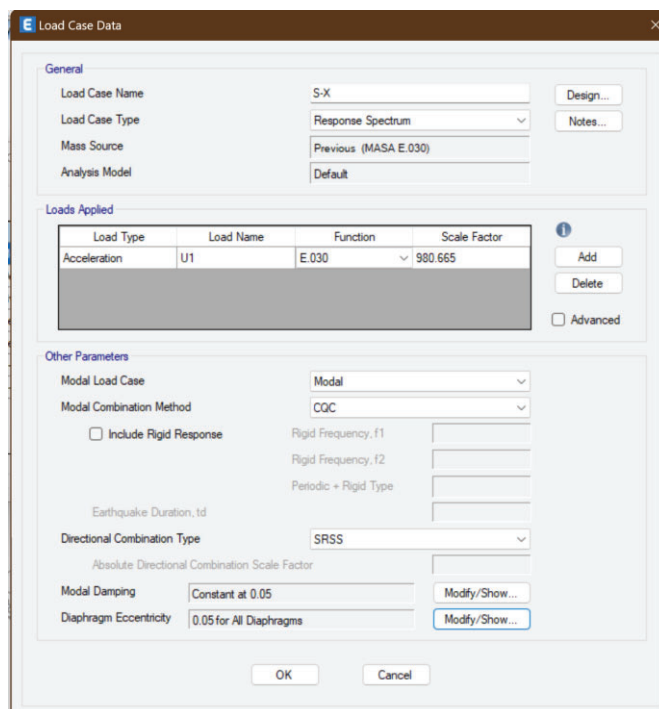 E Load Case Data
General
Load Case Name S-X Design...
Load Case Type Response Spectrum Notes...
Mass Source Previous (MASA E.030)
Analysis Model Default
Loads Applied
Load Type Load Name Function Scale Factor
Acceleration U1 E.030 980.665 Add
Delete
Advanced
Other Parameters
Modal Load Case Modal
Modal Combination Method CQC
Include Rigid Response Rigid Frequency, f1
Rigid Frequency, f2
Periodic + Rigid Type
Earthquake Duration, td
Directional Combination Type SRSS
Absolute Directional Combination Scale Factor
Modal Damping Constant at 0.05 Modify/Show...
Diaphragm Eccentricity 0.05 for All Diaphragms Modify/Show...
OK Cancel